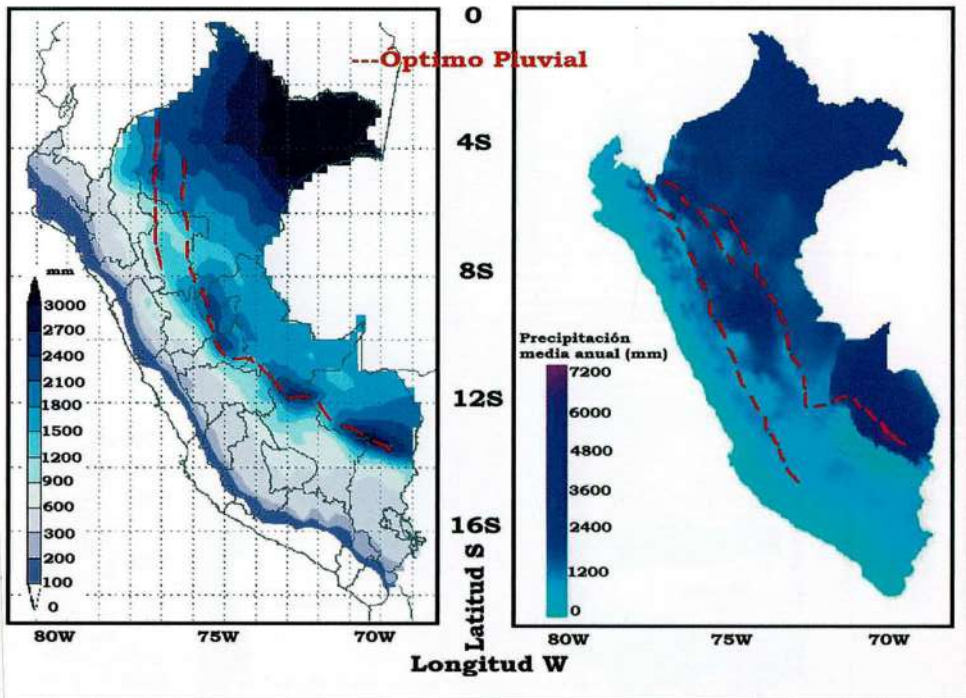 0
---Óptimo Pluvial
4S
8S
12S
16S
Latitud S
mm
3000
2700
2400
2100
1800
1500
1200
900
600
300
200
100
0
80W
75W
70W
Precipitación
media anual (mm)
7200
6000
4800
3600
2400
1200
0
80W
75W
70W
Longitud W